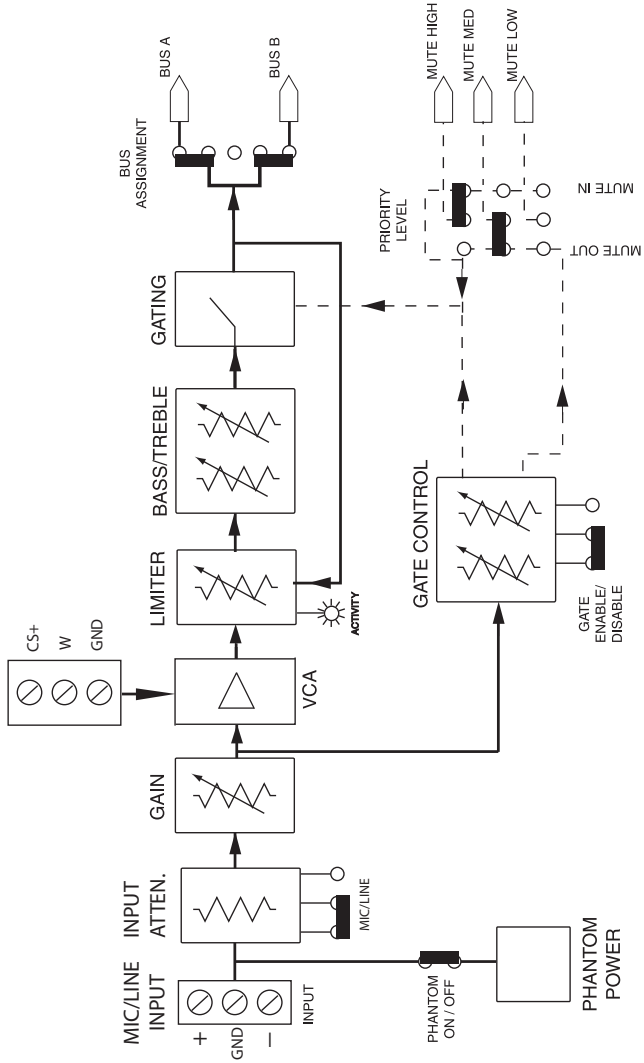 MIC/LINE
INPUT
+
GND
−
INPUT
INPUT
ATTEN.
MIC/LINE
PHANTOM
ON / OFF
PHANTOM
POWER
GAIN
CS+
W
GND
VCA
LIMITER
ACTIVITY
BASS/TREBLE
GATING
BUS
ASSIGNMENT
BUS A
BUS B
GATE CONTROL
GATE
ENABLE/
DISABLE
PRIORITY
LEVEL
MUTE OUT
MUTE IN
MUTE HIGH
MUTE MED
MUTE LOW